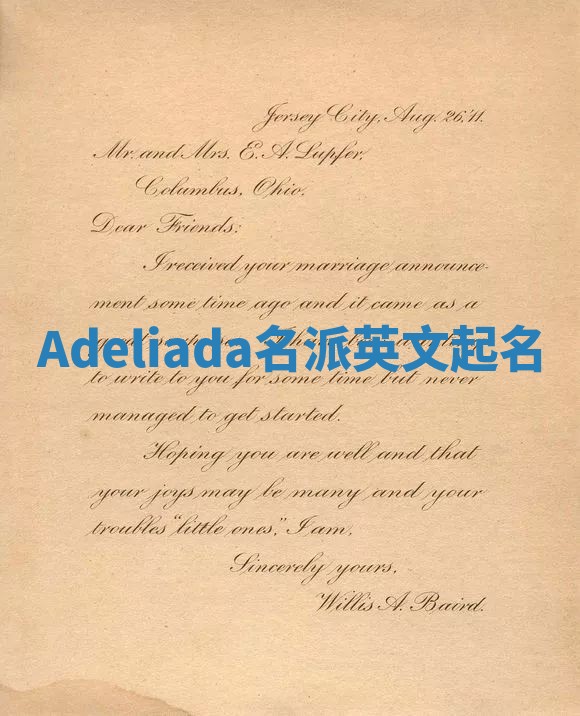 Jersey City, Aug. 26,'11.
Mr. and Mrs. E. A. Lupfer,
Columbus, Ohio.
Dear Friends:
I received your marriage announce-
ment some time ago and it came as a
Adeliada名派英文起名
to write to you for some time but never
managed to get started.
Hoping you are well and that
your joys may be many and your
troubles "little ones," I am,
Sincerely yours,
Willis A. Baird.